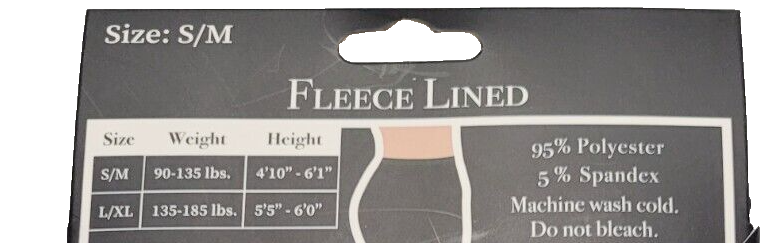 Size: S/M
FLEECE LINED
Size Weight Height
S/M 90-135 lbs. 4'10" - 6'1"
L/XL 135-185 lbs. 5'5" - 6'0"
95% Polyester
5% Spandex
Machine wash cold.
Do not bleach.